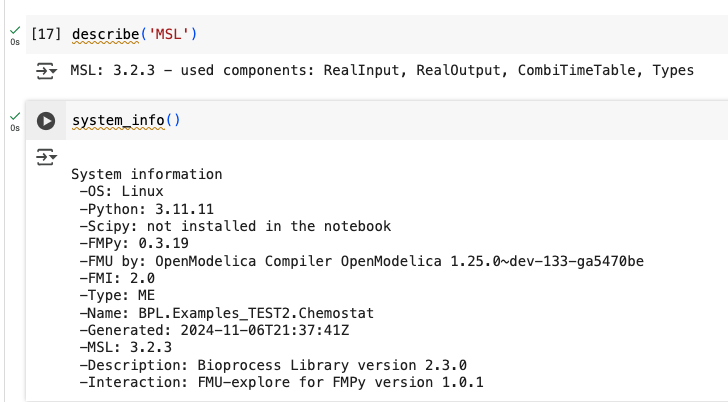 [17] describe('MSL')
0s
MSL: 3.2.3 – used components: RealInput, RealOutput, CombiTimeTable, Types
system_info()
0s
System information
–OS: Linux
–Python: 3.11.11
–Scipy: not installed in the notebook
–FMPy: 0.3.19
–FMU by: OpenModelica Compiler OpenModelica 1.25.0~dev-133-ga5470be
–FMI: 2.0
–Type: ME
–Name: BPL.Examples_TEST2.Chemostat
–Generated: 2024-11-06T21:37:41Z
–MSL: 3.2.3
–Description: Bioprocess Library version 2.3.0
–Interaction: FMU-explore for FMPy version 1.0.1